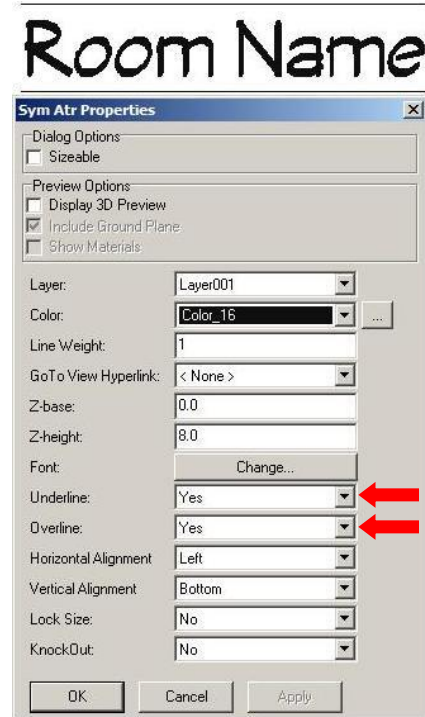 Room Name
Sym Atr Properties
Dialog Options
Sizeable
Preview Options
Display 3D Preview
Include Ground Plane
Show Materials
Layer: Layer001
Color: Color_16 ...
Line Weight: 1
GoTo View Hyperlink: < None >
Z-base: 0.0
Z-height: 8.0
Font: Change...
Underline: Yes
Overline: Yes
Horizontal Alignment Left
Vertical Alignment Bottom
Lock Size: No
KnockOut: No
OK Cancel Apply